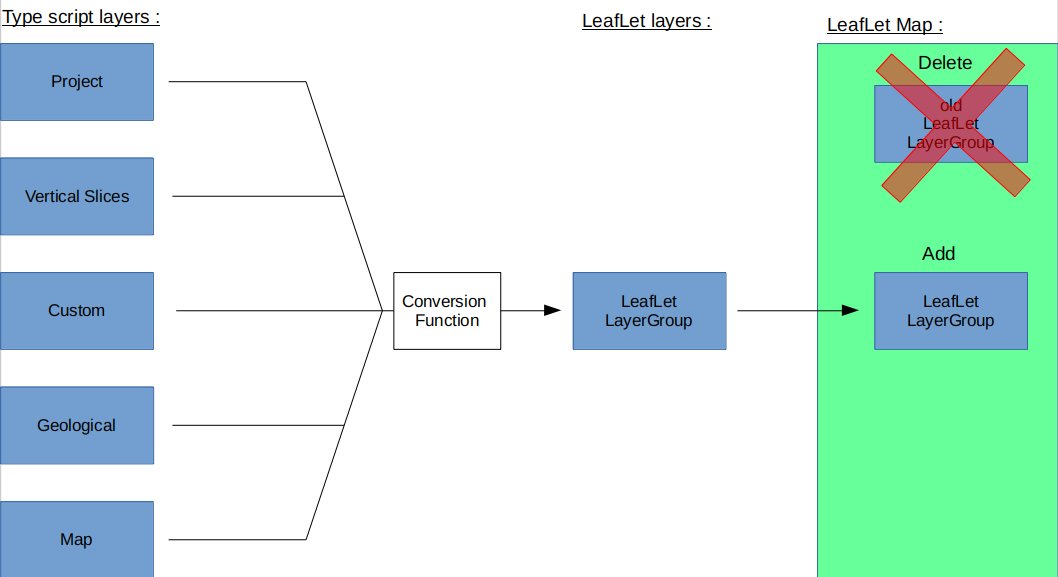 Type script layers :
LeafLet layers :
LeafLet Map :
Project
Vertical Slices
Custom
Geological
Map
Conversion
Function
LeafLet
LayerGroup
Delete
old
LeafLet
LayerGroup
Add
LeafLet
LayerGroup